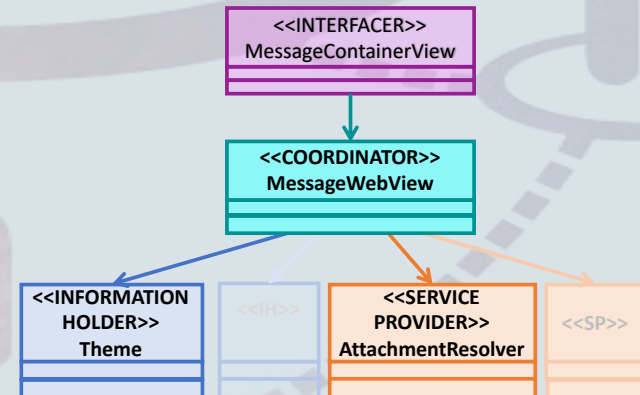 <<INTERFACER>>
MessageContainerView
<<COORDINATOR>>
MessageWebView
<<INFORMATION
HOLDER>>
Theme
<<IH>>
<<SERVICE
PROVIDER>>
AttachmentResolver
<<SP>>